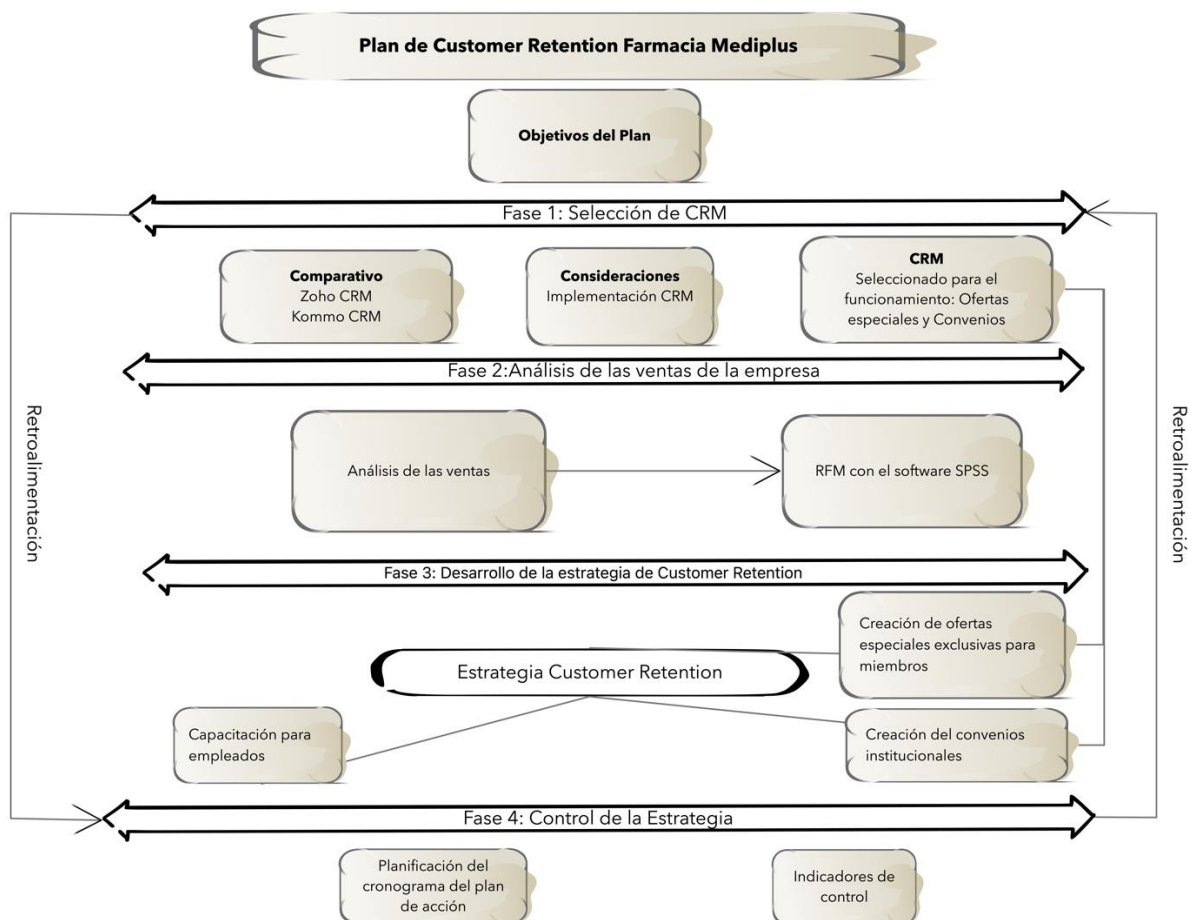 Plan de Customer Retention Farmacia Mediplus
Objetivos del Plan
Fase 1: Selección de CRM
Comparativo
Zoho CRM
Kommo CRM
Consideraciones
Implementación CRM
CRM
Seleccionado para el
funcionamiento: Ofertas
especiales y Convenios
Fase 2:Análisis de las ventas de la empresa
Retroalimentación
Retroalimentación
Análisis de las ventas
RFM con el software SPSS
Fase 3: Desarrollo de la estrategia de Customer Retention
Creación de ofertas
especiales exclusivas para
miembros
Estrategia Customer Retention
Capacitación para
empleados
Creación del convenios
institucionales
Fase 4: Control de la Estrategia
Planificación del
cronograma del plan
de acción
Indicadores de
control